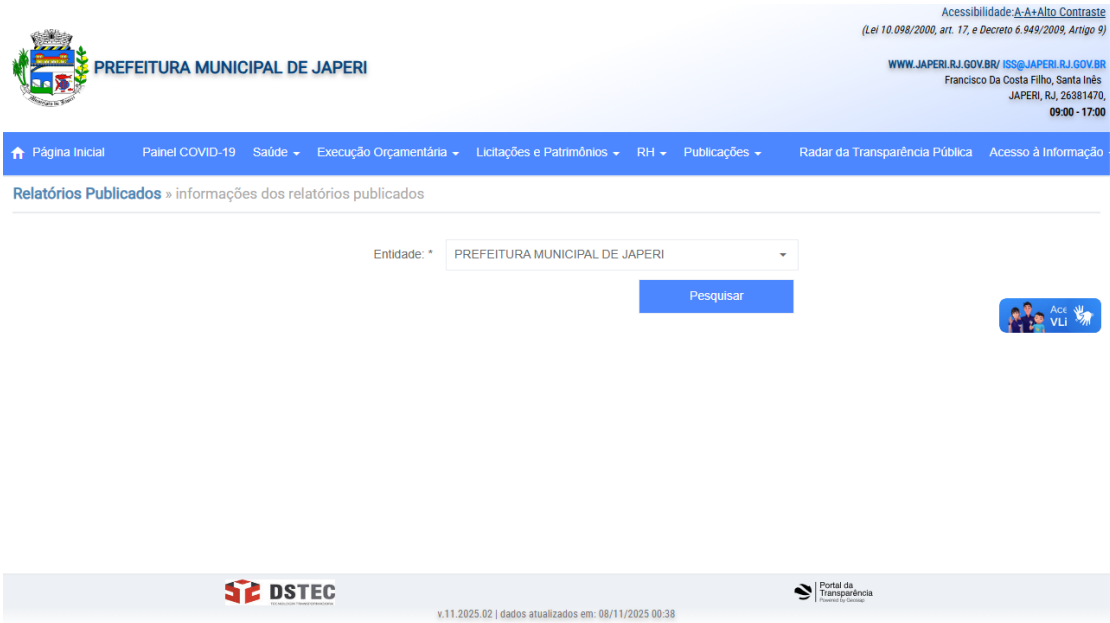 Acessibilidade:A-A+Alto Contraste
(Lei 10.098/2000, art. 17, e Decreto 6.949/2009, Artigo 9)
PREFEITURA MUNICIPAL DE JAPERI
WWW.JAPERI.RJ.GOV.BR/ ISS@JAPERI.RJ.GOV.BR
Francisco Da Costa Filho, Santa Inês
JAPERI, RJ, 26381470,
09:00 - 17:00
Página Inicial Painel COVID-19 Saúde Execução Orçamentária Licitações e Patrimônios RH Publicações Radar da Transparência Pública Acesso à Informação
Relatórios Publicados » informações dos relatórios publicados
Entidade: * PREFEITURA MUNICIPAL DE JAPERI
Pesquisar
Ace
VLi
DSTEC
Portal da
Transparência
v.11.2025.02 | dados atualizados em: 08/11/2025 00:38